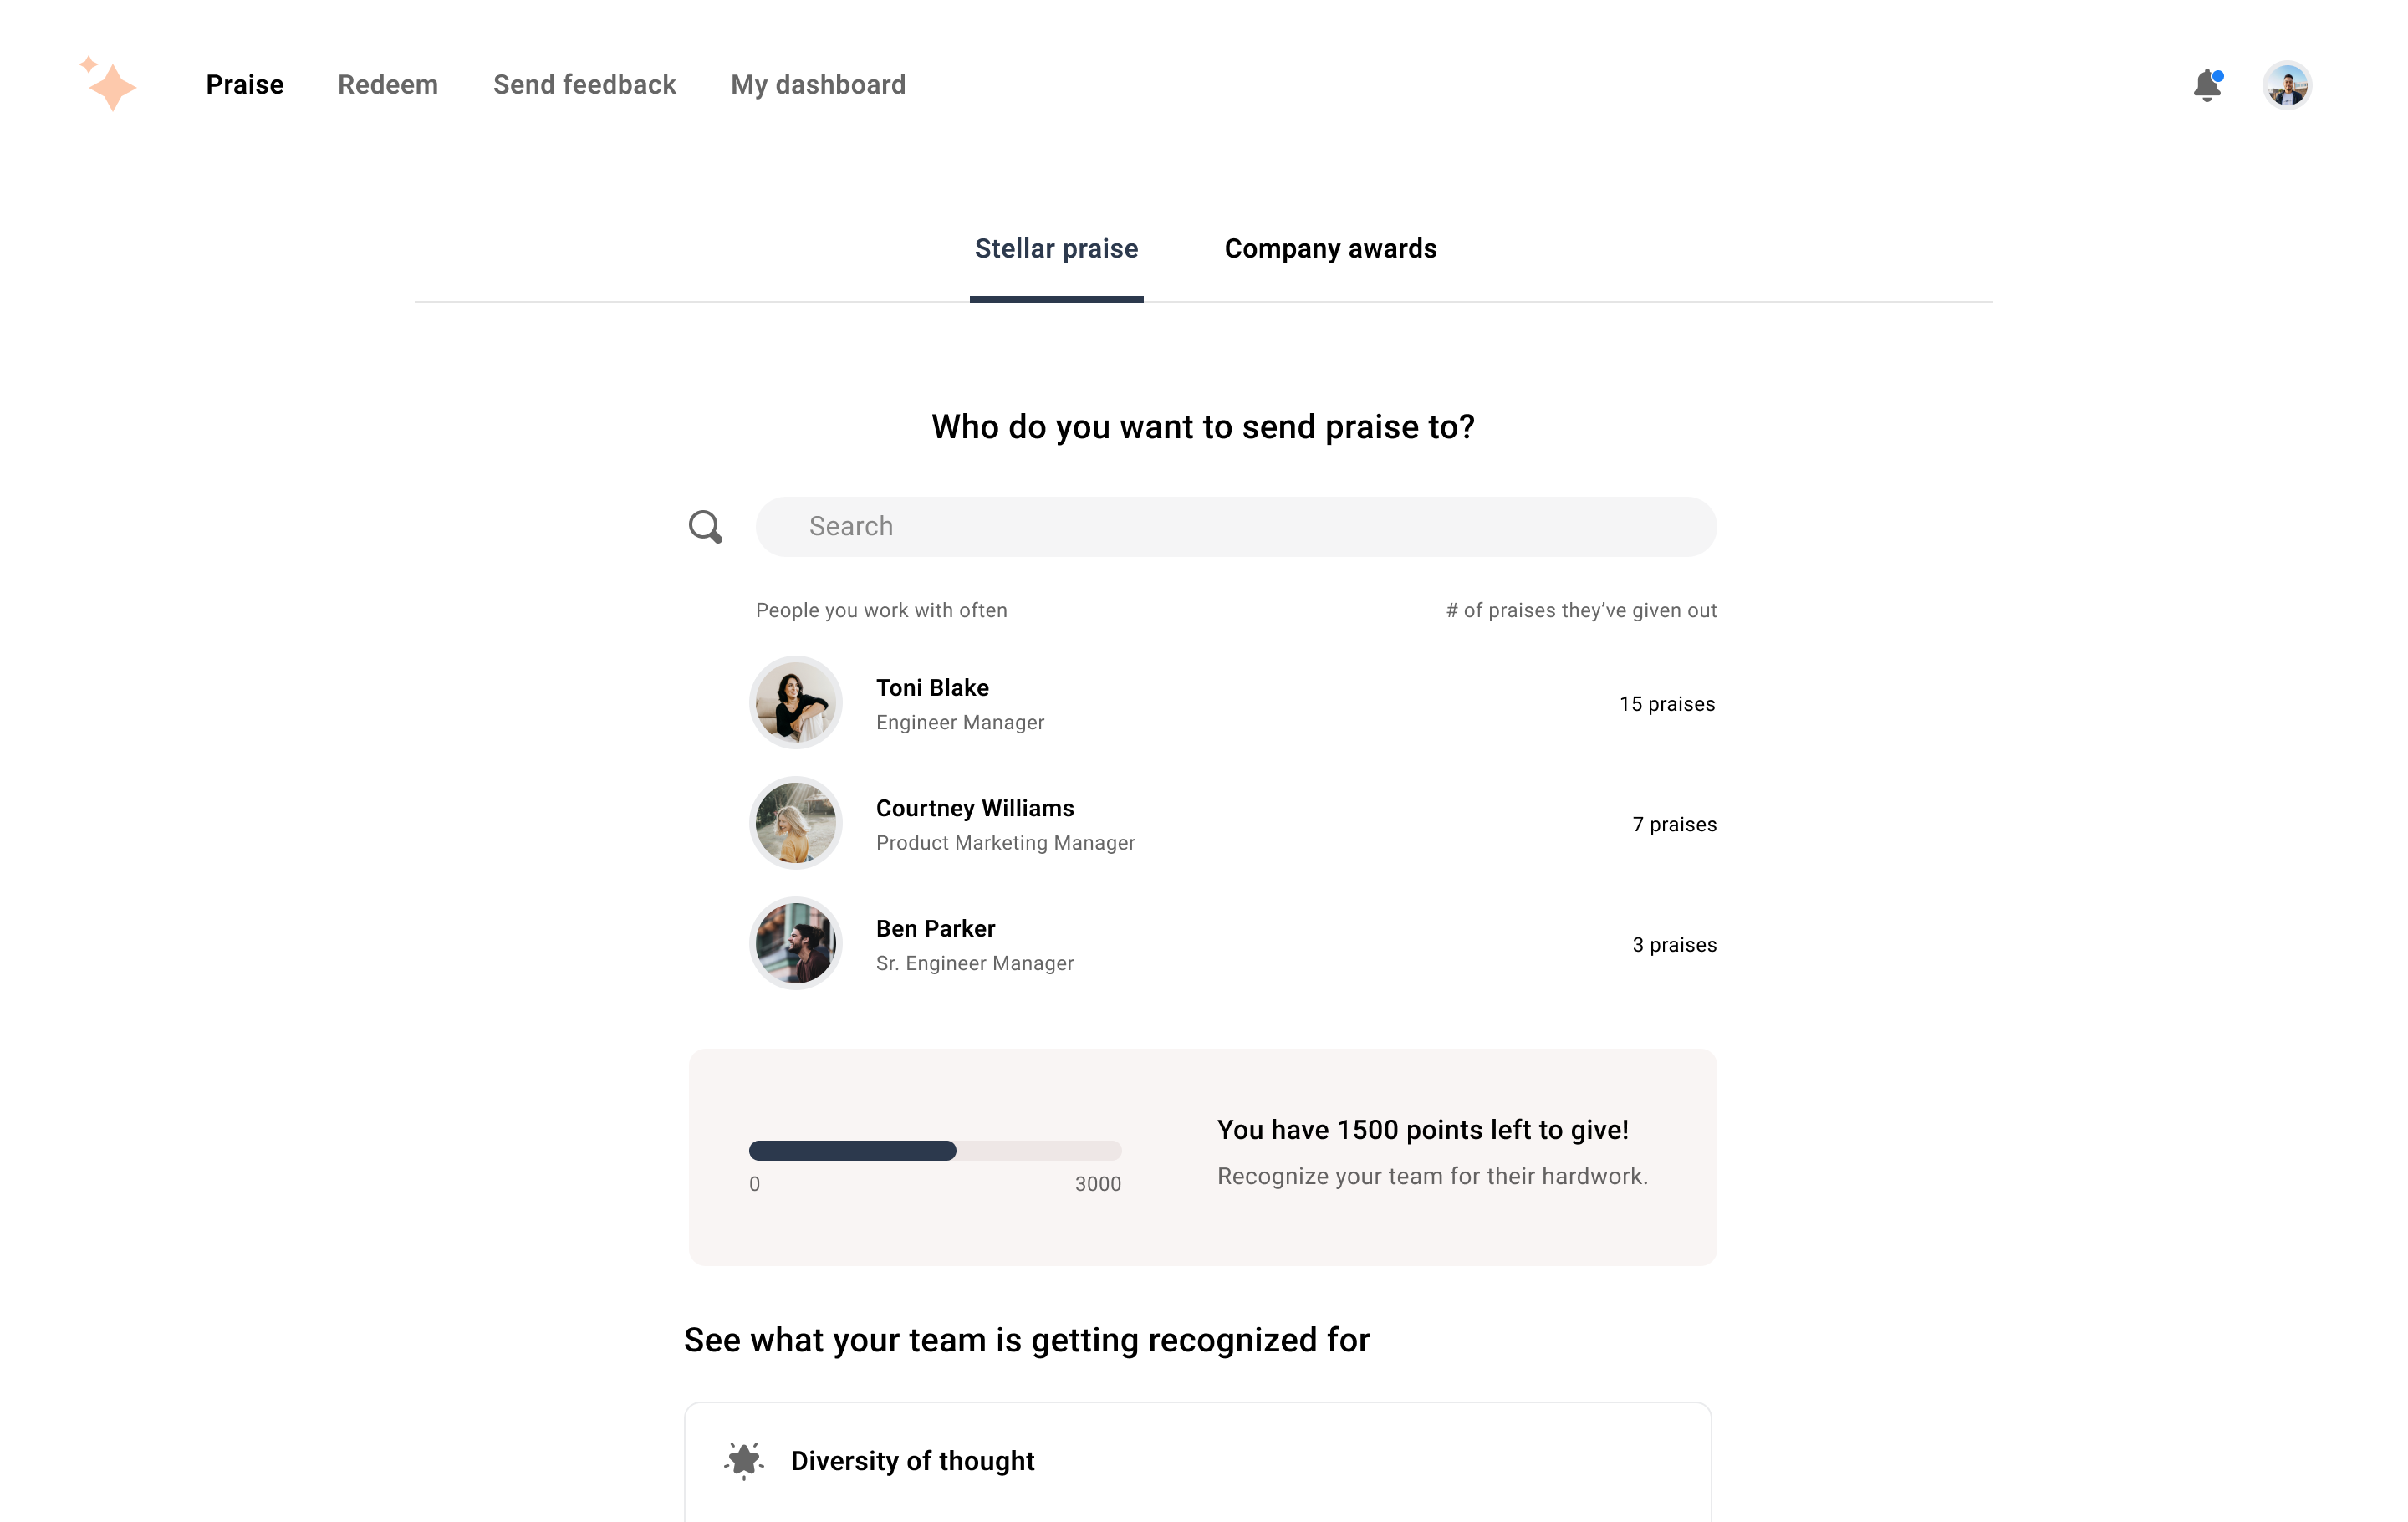 Praise
Redeem
Send feedback
My dashboard
Stellar praise
Company awards
Who do you want to send praise to?
Search
People you work with often
# of praises they’ve given out
Toni Blake
Engineer Manager
15 praises
Courtney Williams
Product Marketing Manager
7 praises
Ben Parker
Sr. Engineer Manager
3 praises
0
3000
You have 1500 points left to give!
Recognize your team for their hardwork.
See what your team is getting recognized for
Diversity of thought